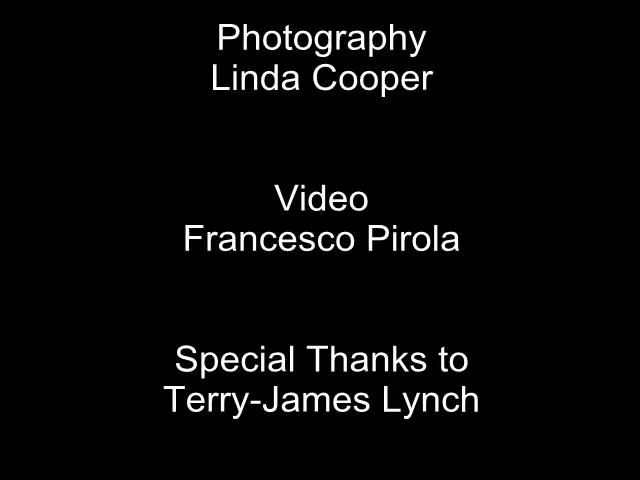 Photography
Linda Cooper
Video
Francesco Pirola
Special Thanks to
Terry-James Lynch